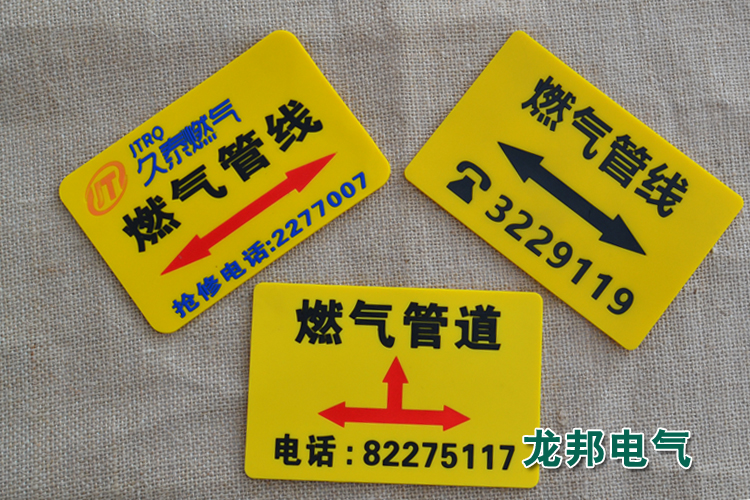 JTRQ
久泰燃气
JT
燃气管线
抢修电话:2277007
燃气管线
☎3229119
燃气管道
电话:82275117
龙邦电气